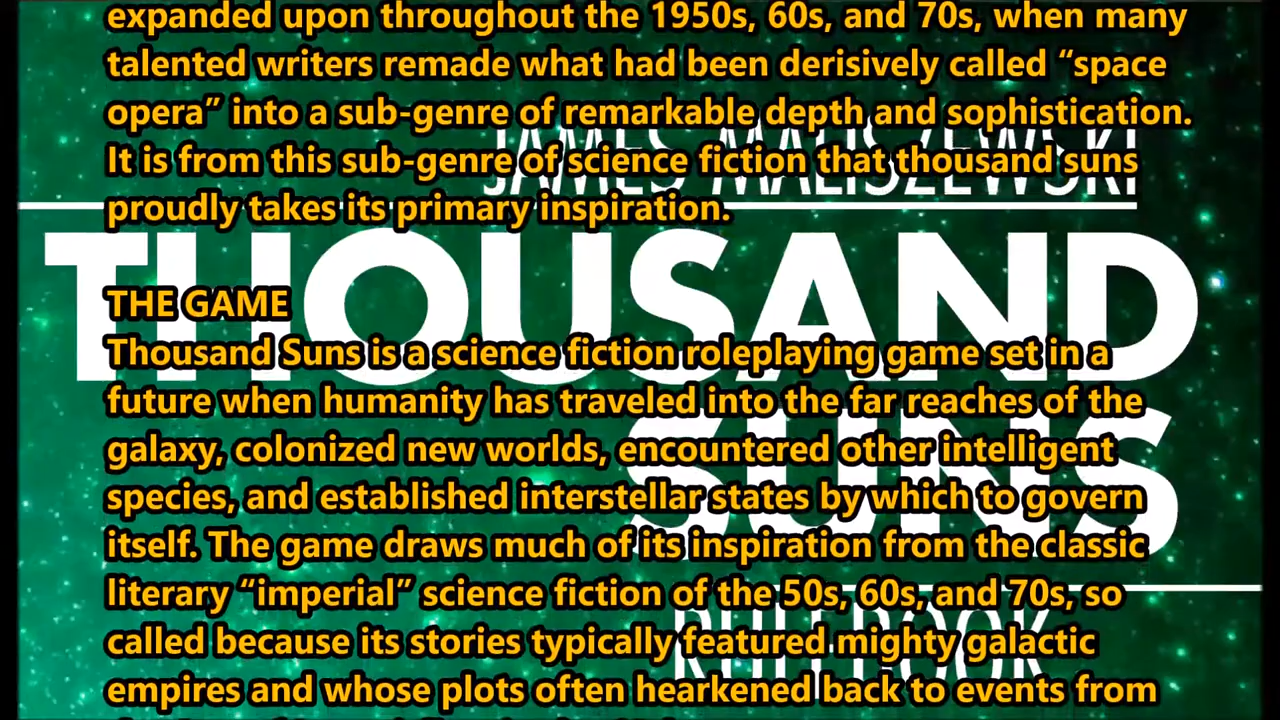 expanded upon throughout the 1950s, 60s, and 70s, when many
talented writers remade what had been derisively called “space
opera” into a sub-genre of remarkable depth and sophistication.
JAMES MALISZEWSKI
It is from this sub-genre of science fiction that thousand suns
proudly takes its primary inspiration.
THOUSAND
SUNS
RULEBOOK
THE GAME
Thousand Suns is a science fiction roleplaying game set in a
future when humanity has traveled into the far reaches of the
galaxy, colonized new worlds, encountered other intelligent
species, and established interstellar states by which to govern
itself. The game draws much of its inspiration from the classic
literary “imperial” science fiction of the 50s, 60s, and 70s, so
called because its stories typically featured mighty galactic
empires and whose plots often hearkened back to events from